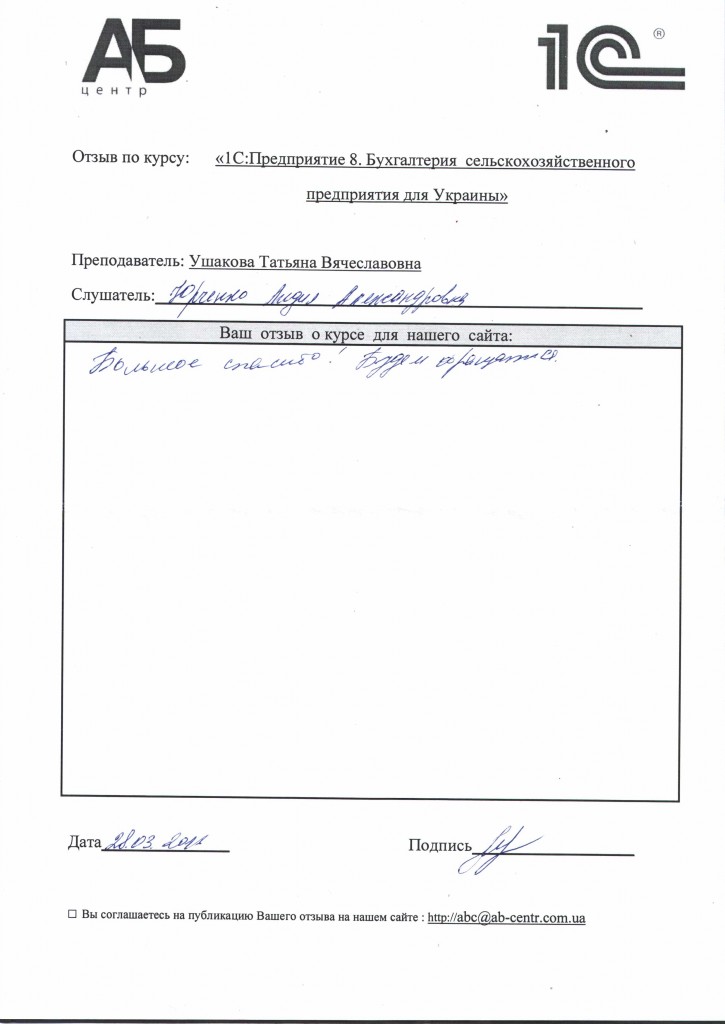 АБ
центр
1С ®
Отзыв по курсу: «1С:Предприятие 8. Бухгалтерия сельскохозяйственного
предприятия для Украины»
Преподаватель: Ушакова Татьяна Вячеславовна
Слушатель: Юрченко Лидия Александровна
Ваш отзыв о курсе для нашего сайта:
Большое спасибо! Будем обращаться.
Дата 28.03. Подпись
Вы соглашаетесь на публикацию Вашего отзыва на нашем сайте : http://abc@ab-centr.com.ua